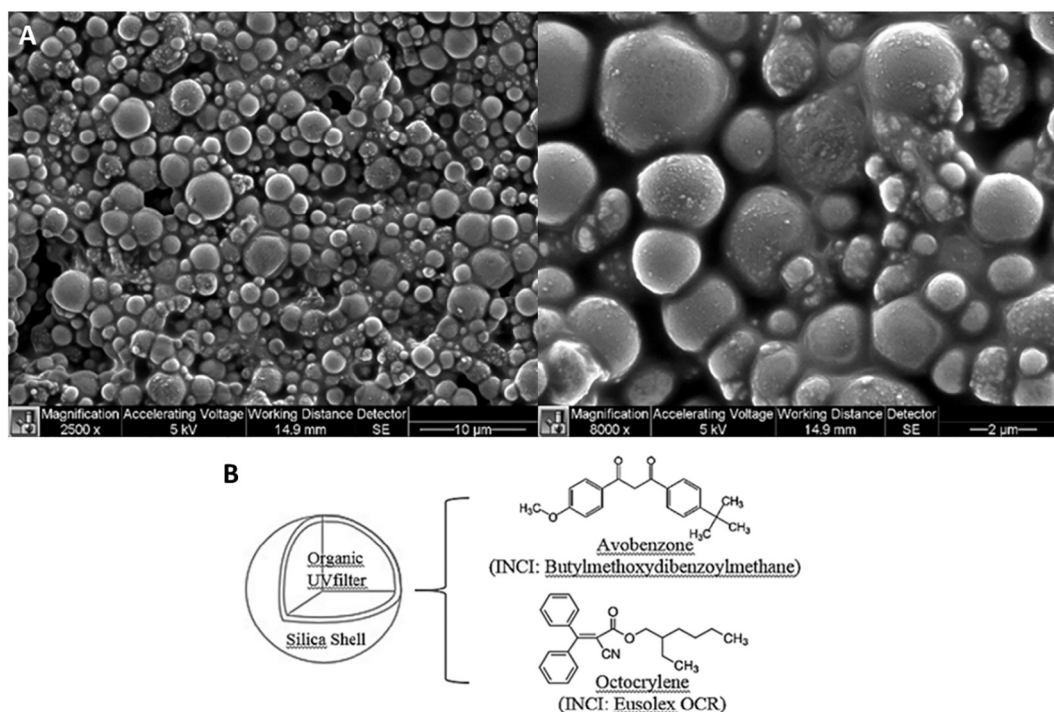 A
Magnification Accelerating Voltage Working Distance Detector
2500 x 5 kV 14.9 mm SE 10 µm
Magnification Accelerating Voltage Working Distance Detector
8000 x 5 kV 14.9 mm SE 2 µm
B
Organic
UVfilter
Silica Shell
O O
O
H₃C
CH₃
CH₃
H₃C
Avobenzone
(INCI: Butylmethoxydibenzoylmethane)
O
O
CN
CH₃
CH₃
Octocrylene
(INCI: Eusolex OCR)